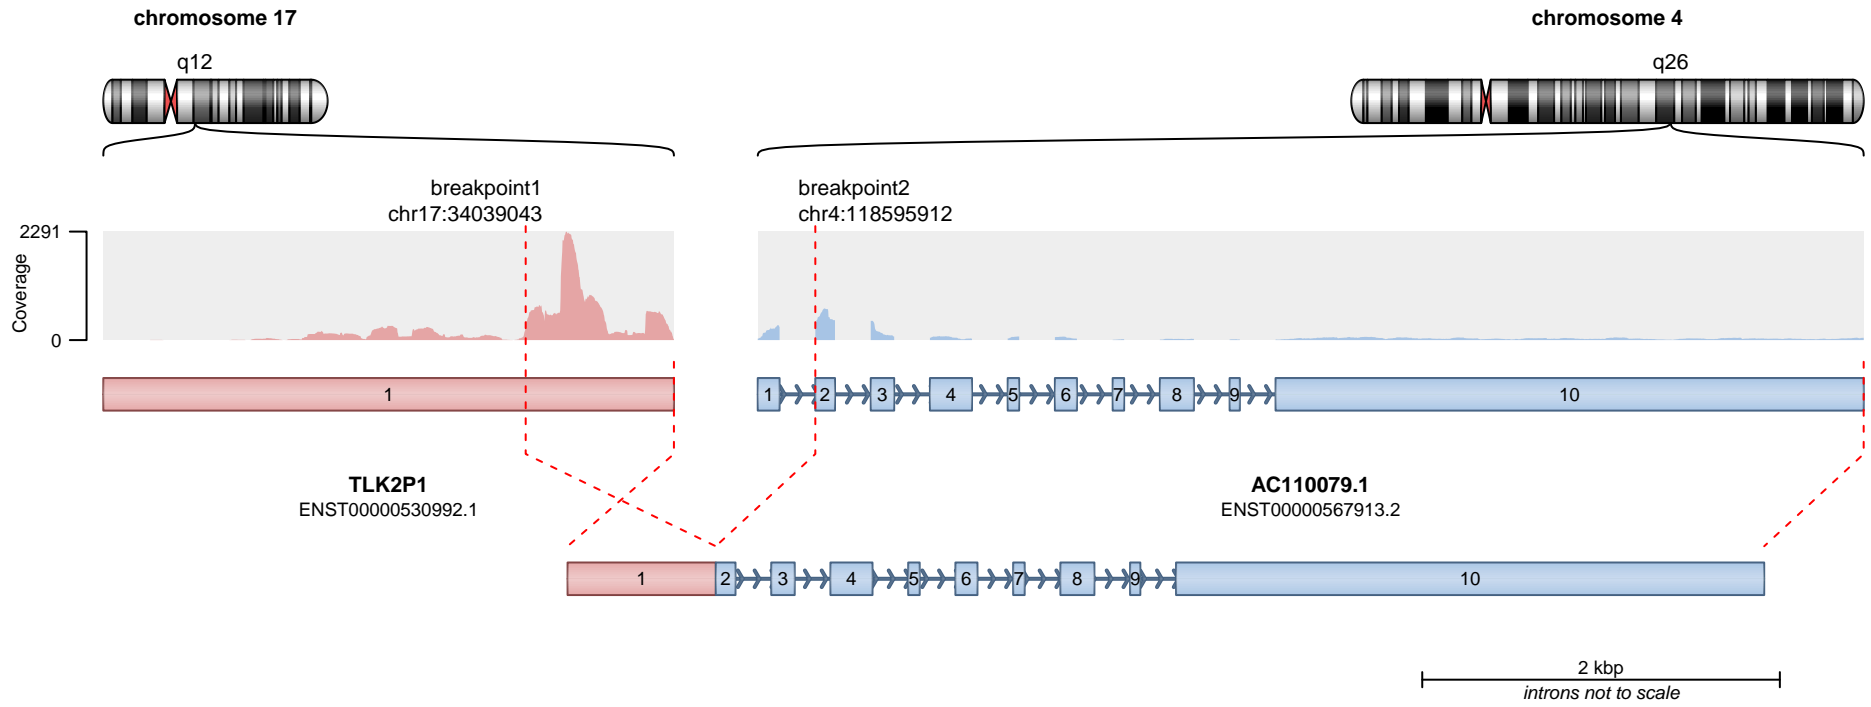 chromosome 17
chromosome 4
q12
q26
breakpoint1
chr17:34039043
breakpoint2
chr4:118595912
2291
Coverage
0
1
1 2 3 4 5 6 7 8 9 10
TLK2P1
ENST00000530992.1
AC110079.1
ENST00000567913.2
1 2 3 4 5 6 7 8 9 10
2 kbp
introns not to scale